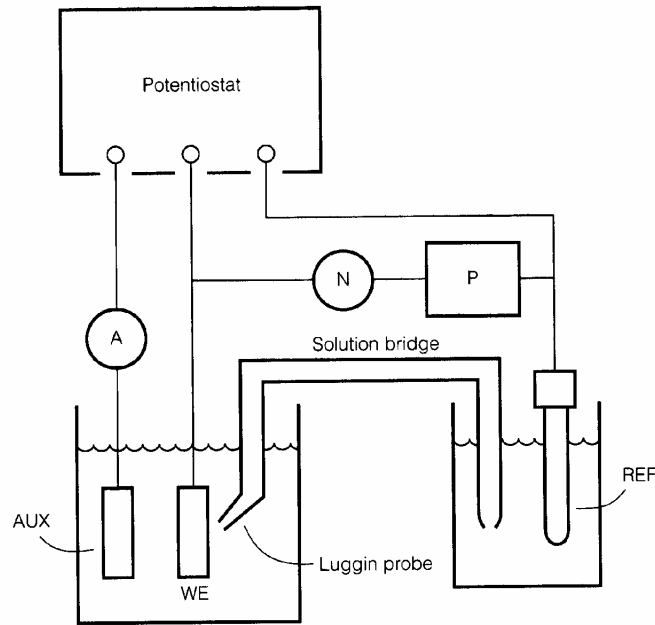 Potentiostat
N
P
A
Solution bridge
REF
AUX
Luggin probe
WE